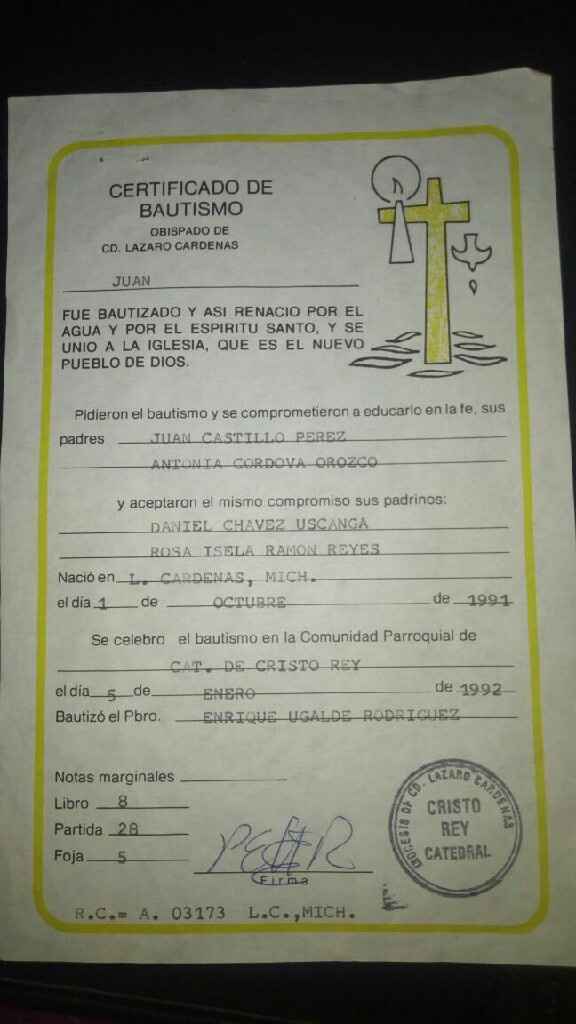 CERTIFICADO DE
BAUTISMO
OBISPADO DE
CD. LAZARO CARDENAS
JUAN
FUE BAUTIZADO Y ASI RENACIO POR EL
AGUA Y POR EL ESPIRITU SANTO, Y SE
UNIO A LA IGLESIA, QUE ES EL NUEVO
PUEBLO DE DIOS.
Pidieron el bautismo y se comprometieron a educarlo en la fe, sus
padres JUAN CASTILLO PEREZ
ANTONIA CORDOVA OROZCO
y aceptaron el mismo compromiso sus padrinos:
DANIEL CHAVEZ USCANGA
ROSA ISELA RAMON REYES
Nació en L. CARDENAS, MICH.
el día 1 de OCTUBRE de 1991
Se celebro el bautismo en la Comunidad Parroquial de
CAT. DE CRISTO REY
el día 5 de ENERO de 1992
Bautizó el Pbro. ENRIQUE UGALDE RODRIGUEZ
Notas marginales
Libro 8
Partida 28
Foja 5
Firma
DIOCESIS DE CD. LAZARO CARDENAS
CRISTO
REY
CATEDRAL
R.C.= A. 03173 L.C.,MICH.